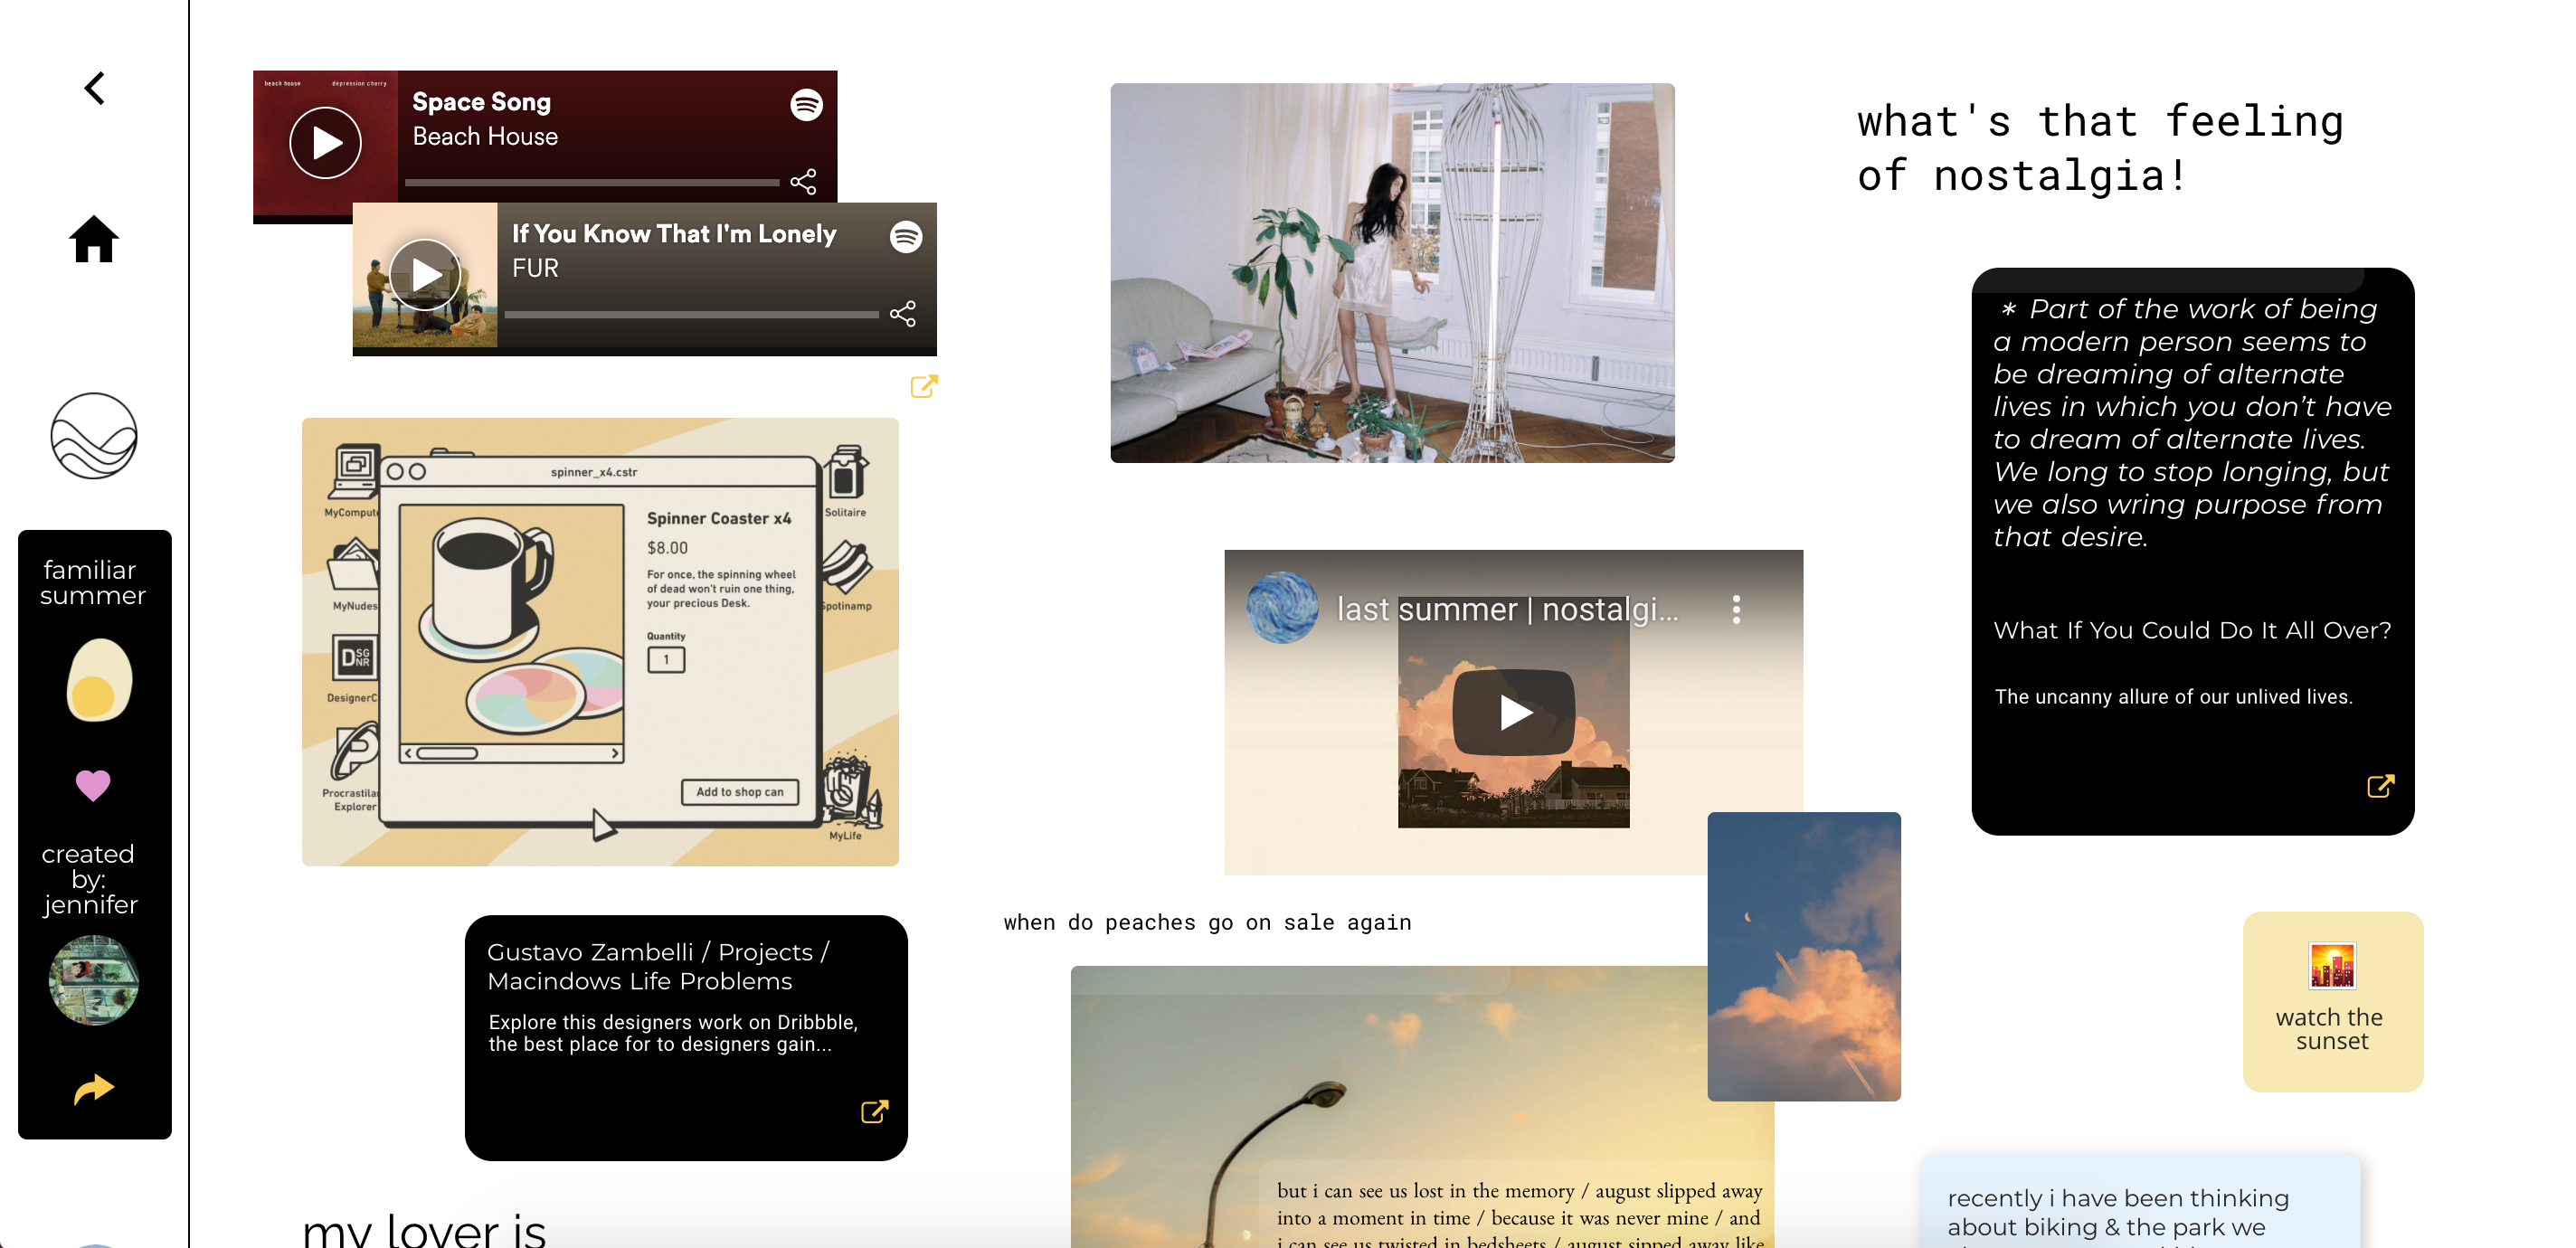 familiar
summer
created
by:
jennifer
beach house
depression cherry
Space Song
Beach House
If You Know That I'm Lonely
FUR
spinner_x4.cstr
MyCompute
MyNudes
DSG
NR
DesignerC
Procrastila
Explorer
Solitaire
Spotinamp
MyLife
Spinner Coaster x4
$8.00
For once, the spinning wheel
of dead won't ruin one thing,
your precious Desk.
Quantity
1
Add to shop can
Gustavo Zambelli / Projects /
Macindows Life Problems
Explore this designers work on Dribbble,
the best place for to designers gain...
my lover is
last summer | nostalgi...
when do peaches go on sale again
but i can see us lost in the memory / august slipped away
into a moment in time / because it was never mine / and
i can see us twisted in bedsheets / august sipped away like
what's that feeling
of nostalgia!
* Part of the work of being
a modern person seems to
be dreaming of alternate
lives in which you don’t have
to dream of alternate lives.
We long to stop longing, but
we also wring purpose from
that desire.
What If You Could Do It All Over?
The uncanny allure of our unlived lives.
watch the
sunset
recently i have been thinking
about biking & the park we